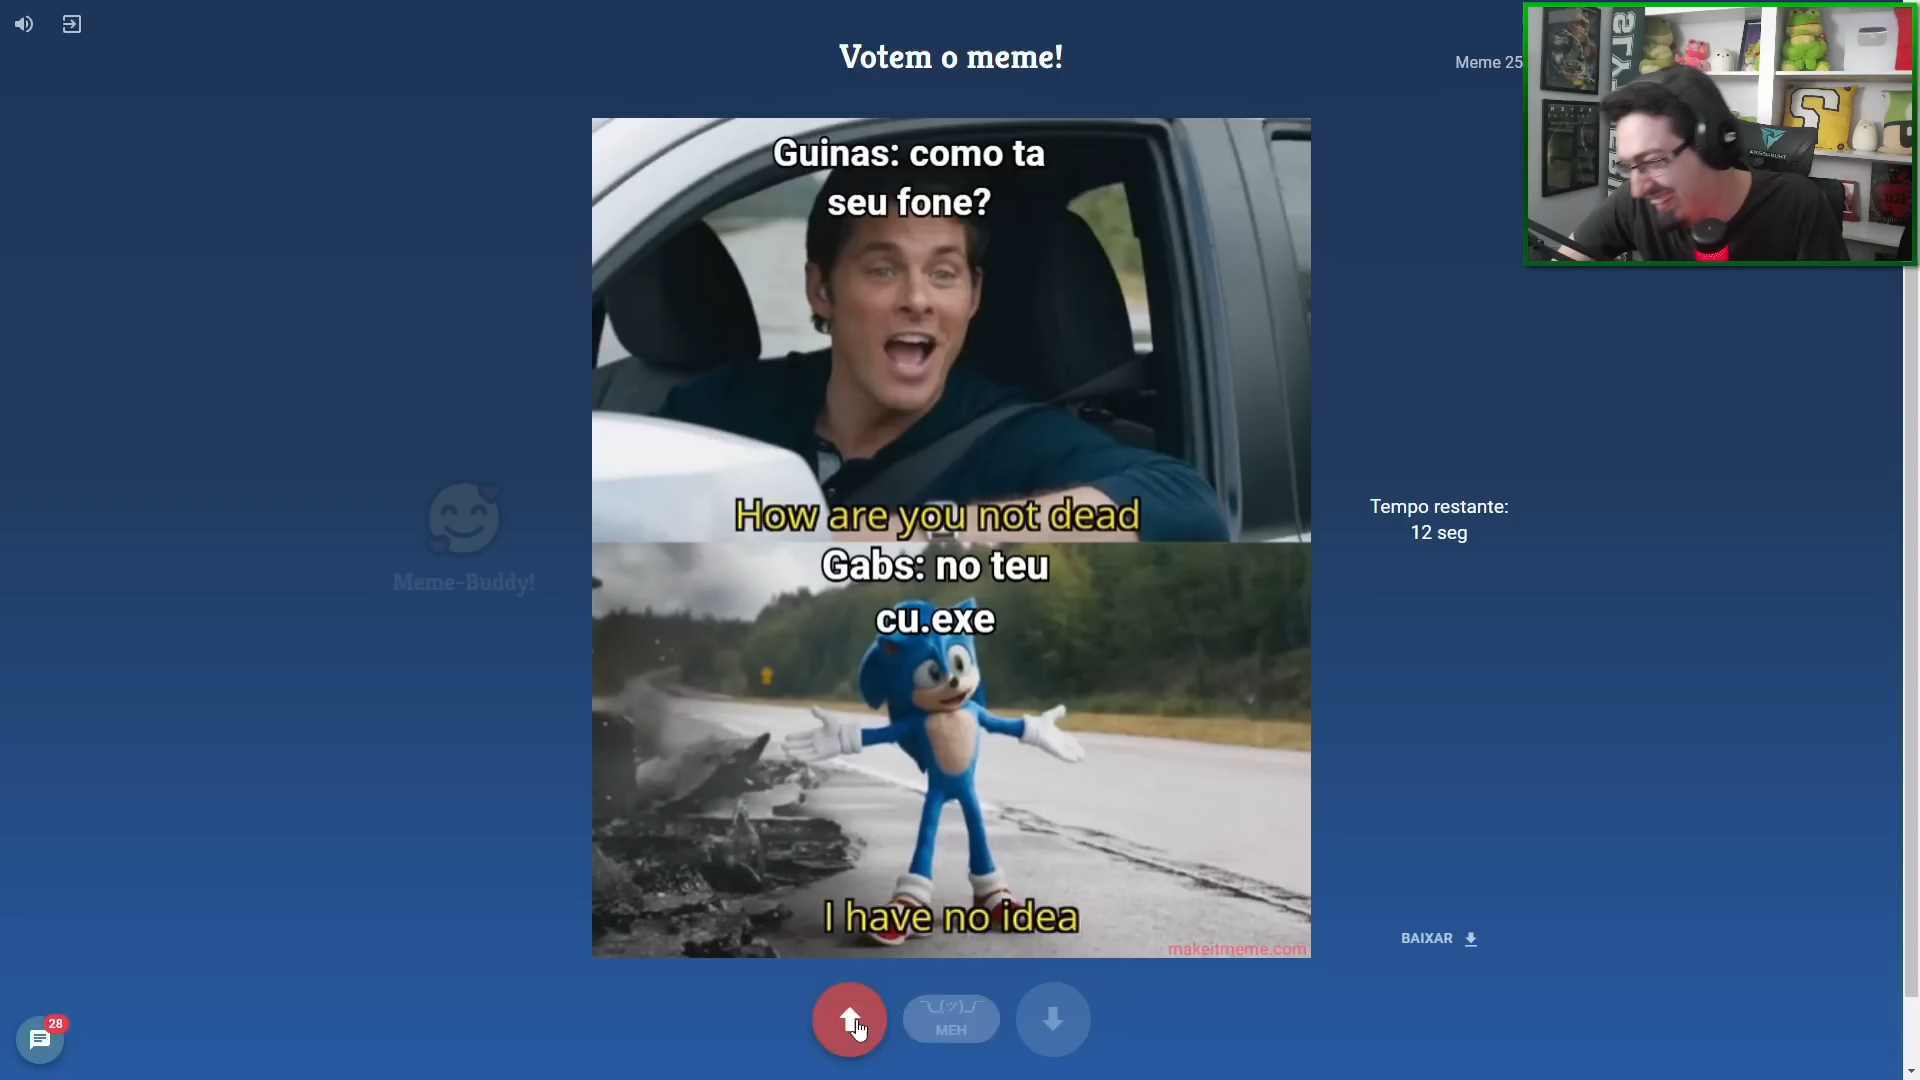 Votem o meme!
Meme 25
Guinas: como ta
seu fone?
How are you not dead
Gabs: no teu
cu.exe
I have no idea
makeitmeme.com
Meme-Buddy!
Tempo restante:
12 seg
BAIXAR
¯\_(ツ)_/¯
MEH
28